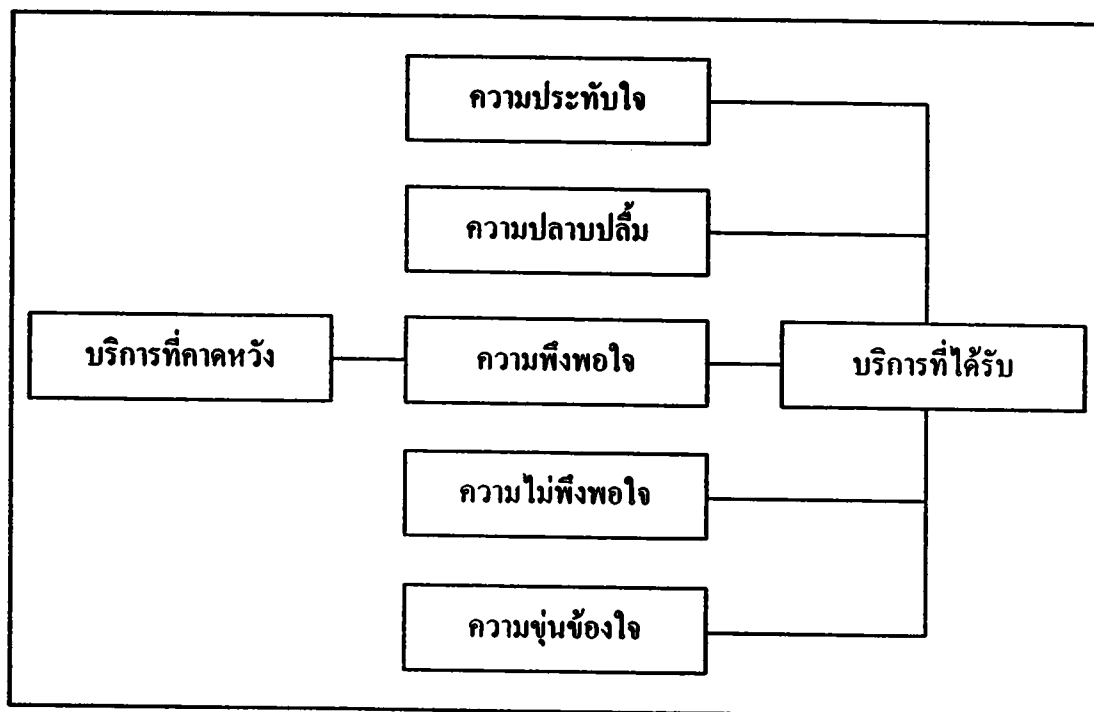 ความประทับใจ
ความปลาบปลื้ม
บริการที่คาดหวัง
ความพึงพอใจ
บริการที่ได้รับ
ความไม่พึงพอใจ
ความขุ่นข้องใจ